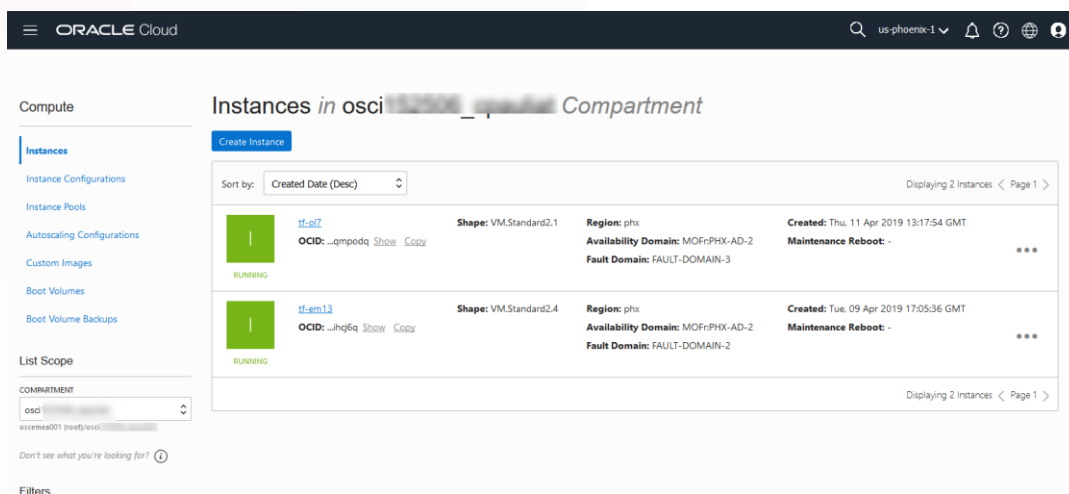 ORACLE Cloud
us-phoenix-1
Compute
Instances in osci Compartment
Create Instance
Instances
Instance Configurations
Instance Pools
Autoscaling Configurations
Custom Images
Boot Volumes
Boot Volume Backups
Sort by: Created Date (Desc)
Displaying 2 Instances < Page 1 >
I
RUNNING
tf-ol7
OCID: ...qmpodq Show Copy
Shape: VM.Standard2.1
Region: phx
Availability Domain: MOFr:PHX-AD-2
Fault Domain: FAULT-DOMAIN-3
Created: Thu, 11 Apr 2019 13:17:54 GMT
Maintenance Reboot: -
I
RUNNING
tf-em13
OCID: ...ihcj6q Show Copy
Shape: VM.Standard2.4
Region: phx
Availability Domain: MOFr:PHX-AD-2
Fault Domain: FAULT-DOMAIN-2
Created: Tue, 09 Apr 2019 17:05:36 GMT
Maintenance Reboot: -
Displaying 2 Instances < Page 1 >
List Scope
COMPARTMENT
osci
oscemea001 (root)/osci
Don't see what you're looking for?
Filters